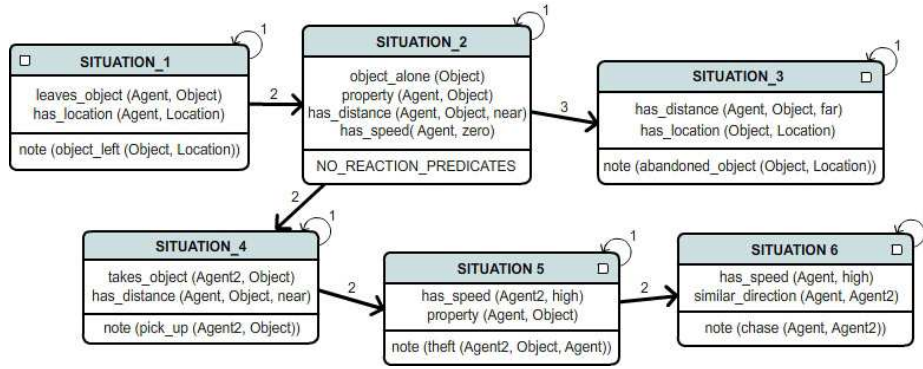 1
SITUATION_1
leaves_object (Agent, Object)
has_location (Agent, Location)
note (object_left (Object, Location))
2
1
SITUATION_2
object_alone (Object)
property (Agent, Object)
has_distance (Agent, Object, near)
has_speed( Agent, zero)
NO_REACTION_PREDICATES
3
1
SITUATION_3
has_distance (Agent, Object, far)
has_location (Object, Location)
note (abandoned_object (Object, Location))
2
1
SITUATION_4
takes_object (Agent2, Object)
has_distance (Agent, Object, near)
note (pick_up (Agent2, Object))
2
1
SITUATION 5
has_speed (Agent2, high)
property (Agent, Object)
note (theft (Agent2, Object, Agent))
2
1
SITUATION 6
has_speed (Agent, high)
similar_direction (Agent, Agent2)
note (chase (Agent, Agent2))